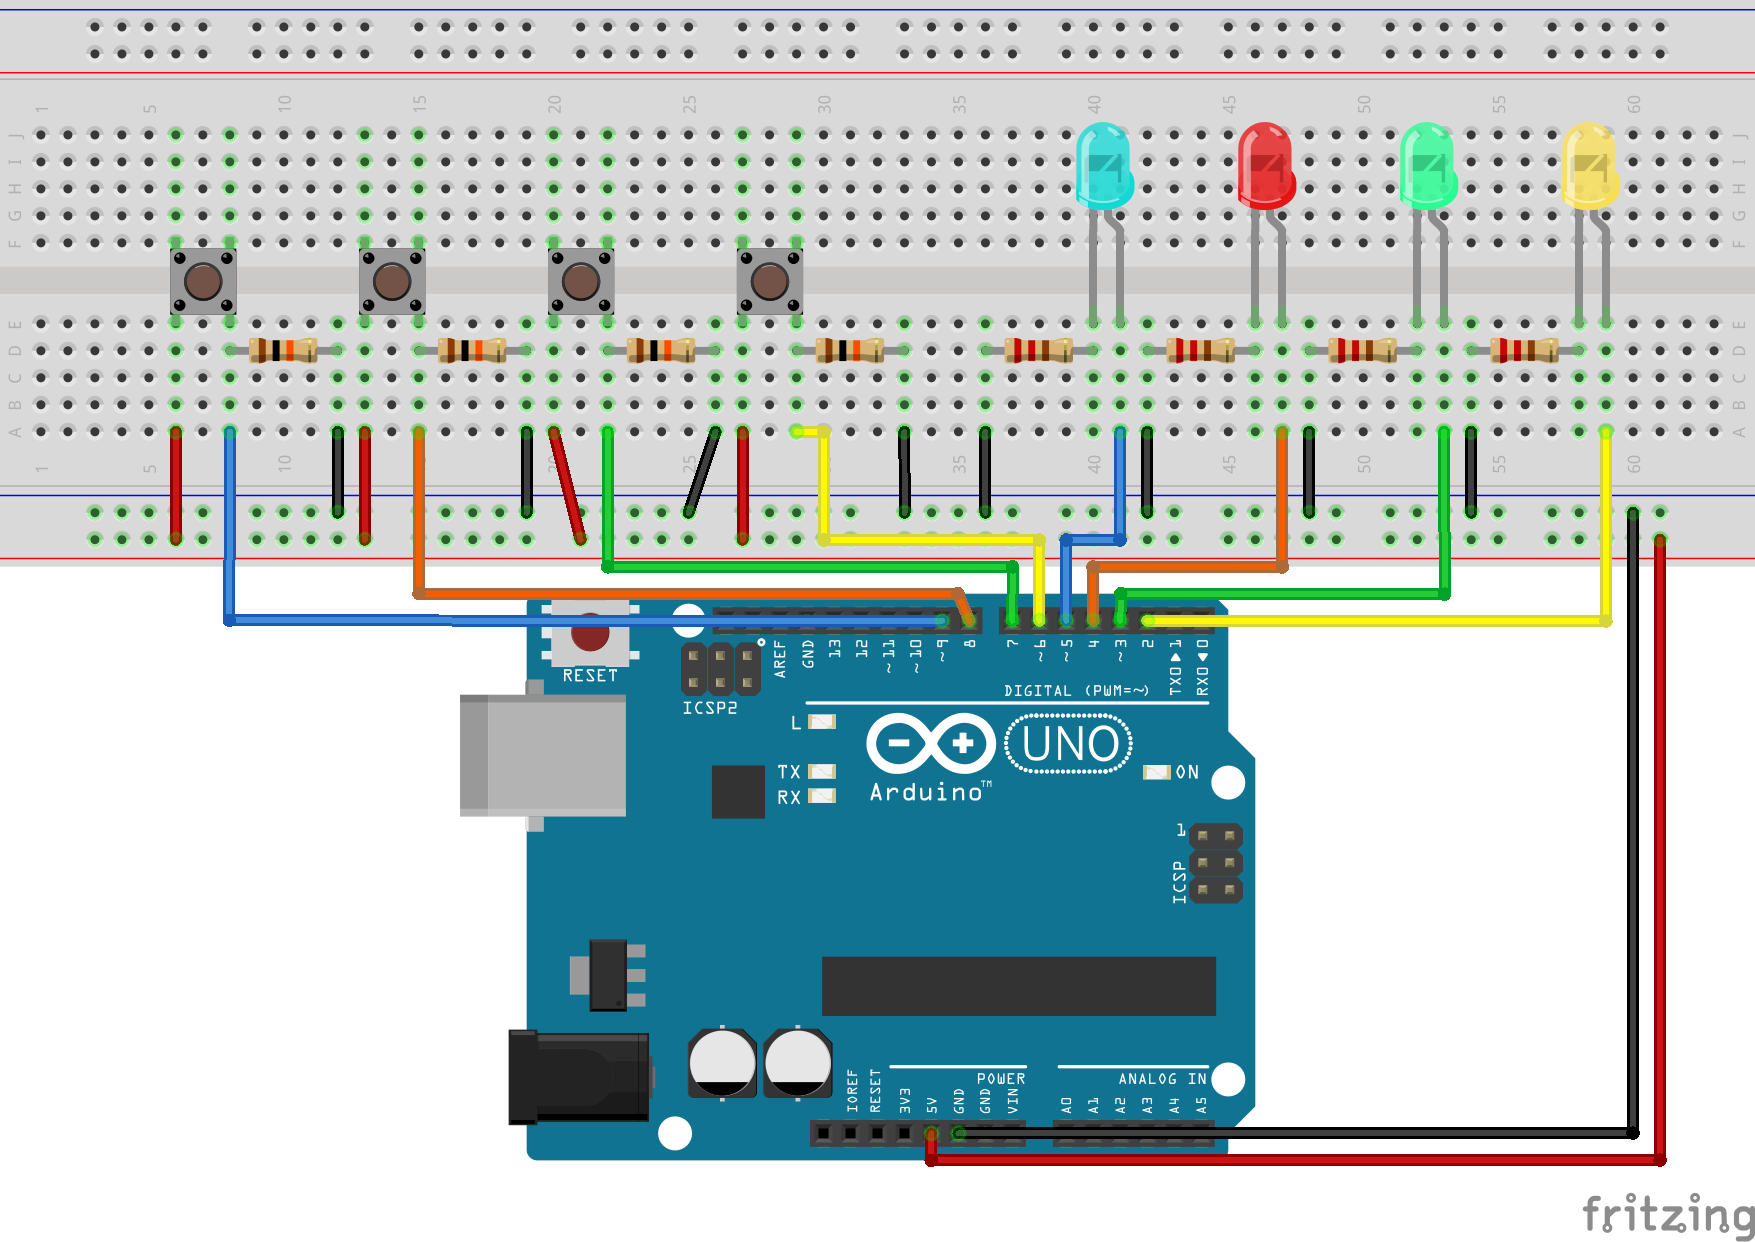 1 5 10 15 20 25 30 35 40 45 50 55 60
J J
I I
H H
G G
F F
E E
D D
C C
B B
A A
1 5 10 15 20 25 35 40 45 50 55 60
RESET
ICSP2
AREF GND 13 12 ~11 ~10 ~9 8 7 ~6 ~5 4 ~3 2 TX0▶1 RX0◀0
DIGITAL (PWM=~)
L
TX
RX
UNO
Arduino™
ON
1
ICSP
POWER ANALOG IN
IOREF RESET 3V3 5V GND GND VIN A0 A1 A2 A3 A4 A5
fritzing